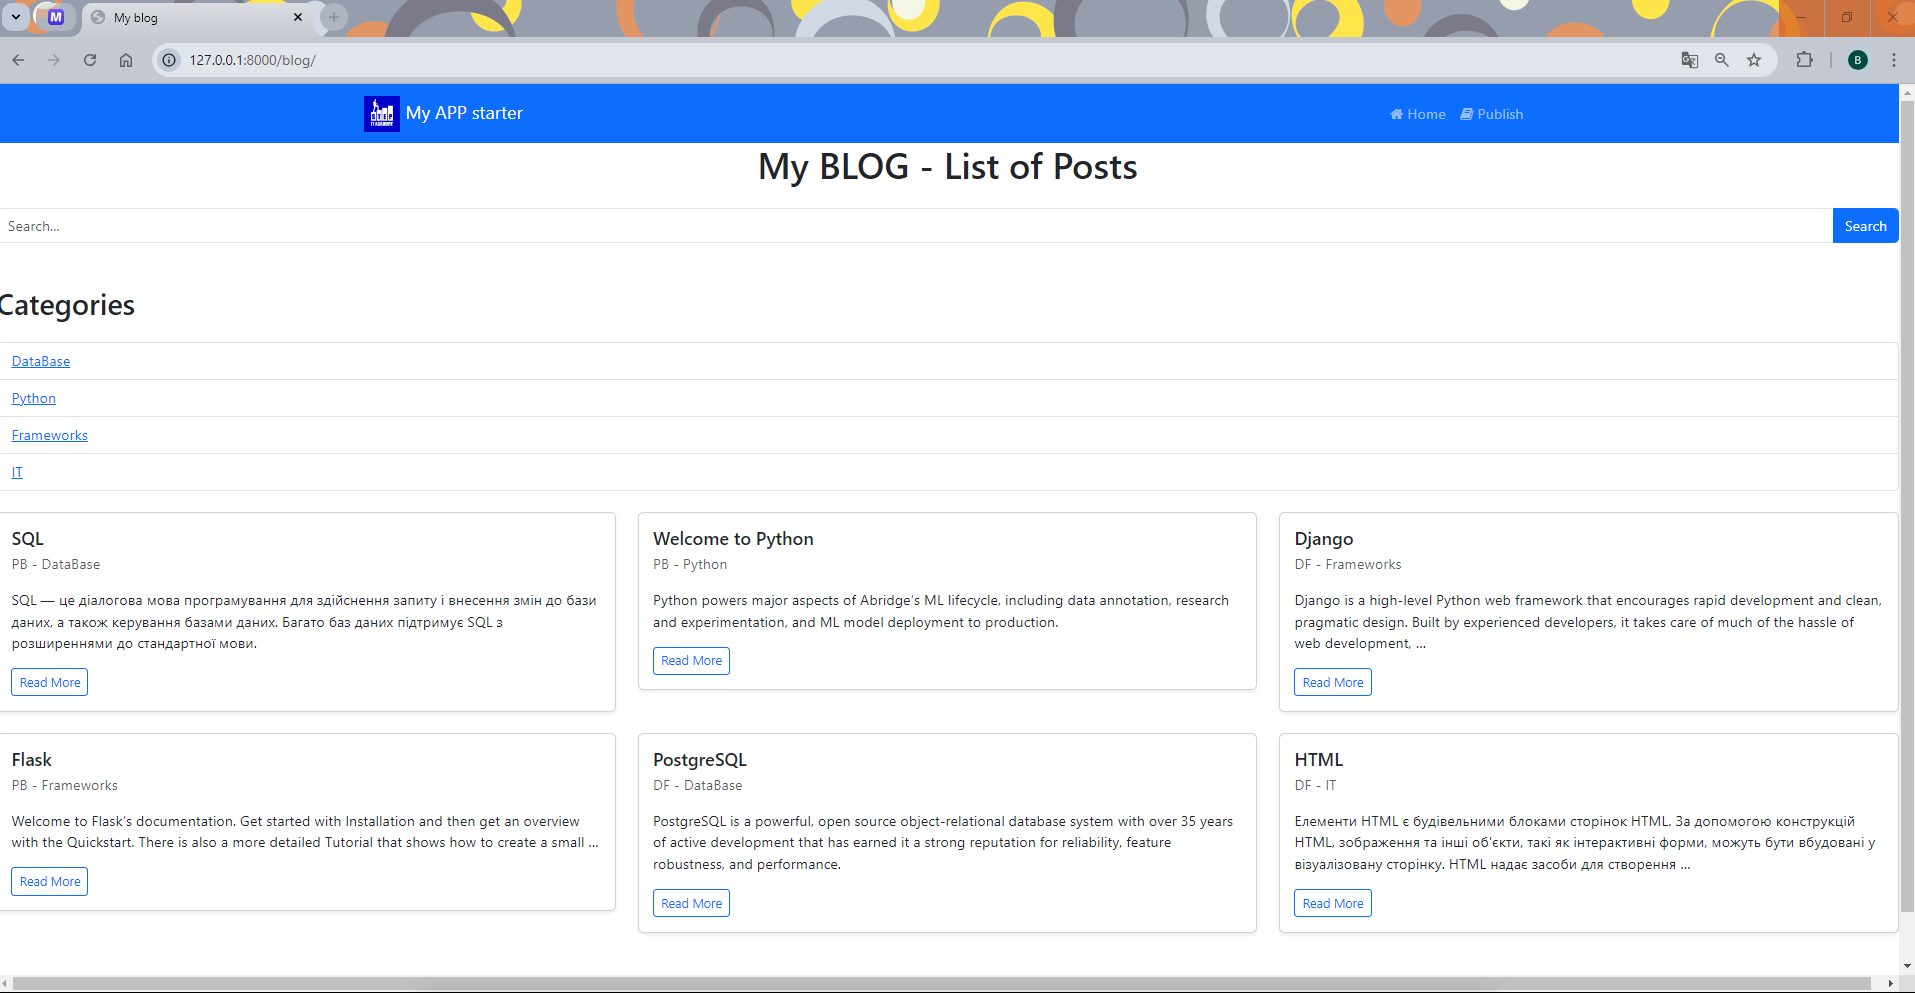 M
My blog
127.0.0.1:8000/blog/
B
My APP starter
Home
Publish
My BLOG - List of Posts
Search...
Search
Categories
DataBase
Python
Frameworks
IT
SQL
PB - DataBase
SQL — це діалогова мова програмування для здійснення запиту і внесення змін до бази
даних, а також керування базами даних. Багато баз даних підтримує SQL з
розширеннями до стандартної мови.
Read More
Welcome to Python
PB - Python
Python powers major aspects of Abridge’s ML lifecycle, including data annotation, research
and experimentation, and ML model deployment to production.
Read More
Django
DF - Frameworks
Django is a high-level Python web framework that encourages rapid development and clean,
pragmatic design. Built by experienced developers, it takes care of much of the hassle of
web development, …
Read More
Flask
PB - Frameworks
Welcome to Flask’s documentation. Get started with Installation and then get an overview
with the Quickstart. There is also a more detailed Tutorial that shows how to create a small …
Read More
PostgreSQL
DF - DataBase
PostgreSQL is a powerful, open source object-relational database system with over 35 years
of active development that has earned it a strong reputation for reliability, feature
robustness, and performance.
Read More
HTML
DF - IT
Елементи HTML є будівельними блоками сторінок HTML. За допомогою конструкцій
HTML, зображення та інші об'єкти, такі як інтерактивні форми, можуть бути вбудовані у
візуалізовану сторінку. HTML надає засоби для створення …
Read More